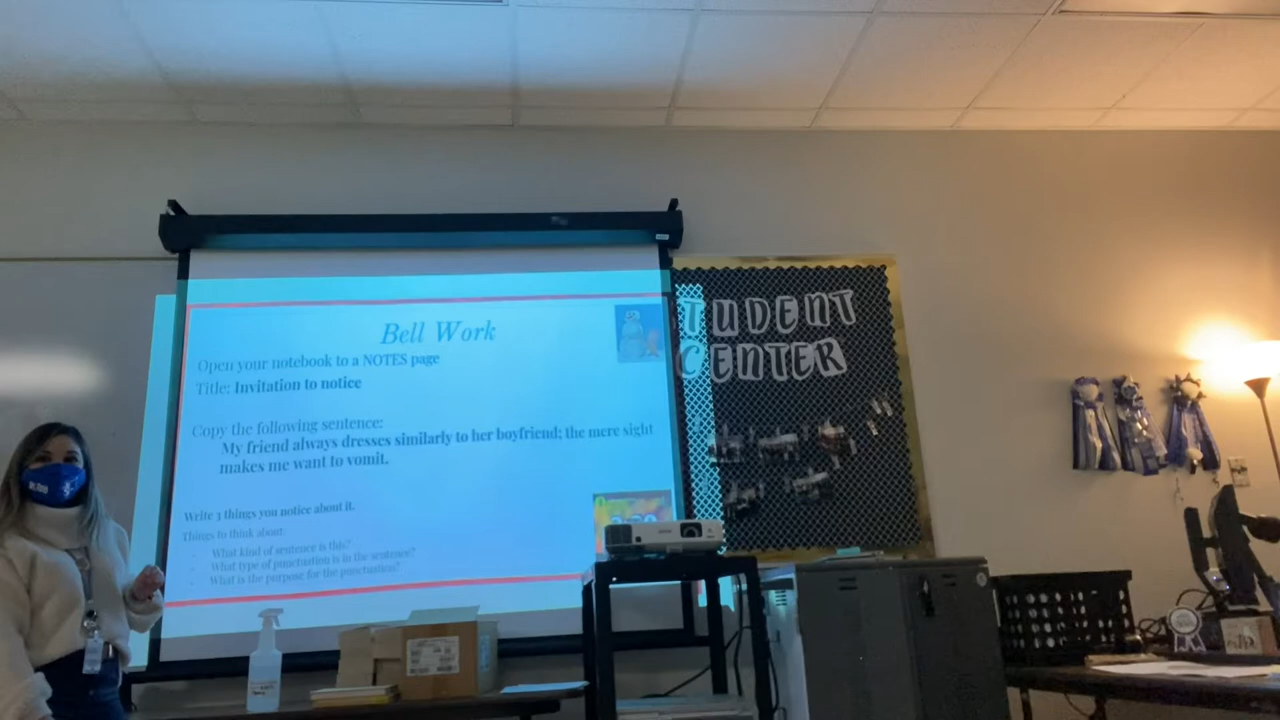 Bell Work
Open your notebook to a NOTES page
Title: Invitation to notice
Copy the following sentence:
My friend always dresses similarly to her boyfriend; the mere sight
makes me want to vomit.
Write 3 things you notice about it.
Things to think about:
- What kind of sentence is this?
- What type of punctuation is in the sentence?
- What is the purpose for the punctuation?
STUDENT
CENTER